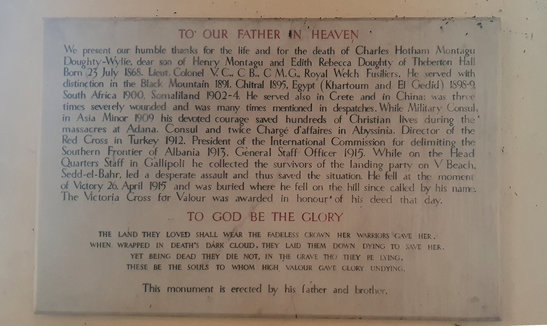 TO OUR FATHER IN HEAVEN
We present our humble thanks for the life and for the death of Charles Hotham Montagu
Doughty-Wylie, dear son of Henry Montagu and Edith Rebecca Doughty of Theberton Hall
Born 23 July 1868. Lieut. Colonel V.C., C.B., C.M.G., Royal Welch Fusiliers. He served with
distinction in the Black Mountain 1891, Chitral 1895, Egypt (Khartoum and El Gedid) 1898-9,
South Africa 1900, Somaliland 1902-4. He served also in Crete and in China: was three
times severely wounded and was many times mentioned in despatches. While Military Consul,
in Asia Minor 1909 his devoted courage saved hundreds of Christian lives during the
massacres at Adana. Consul and twice Chargé d'affaires in Abyssinia. Director of the
Red Cross in Turkey 1912. President of the International Commission for delimiting the
Southern Frontier of Albania 1913, General Staff Officer 1915. While on the Head
Quarters Staff in Gallipoli he collected the survivors of the landing party on V Beach,
Sedd-el-Bahr, led a desperate assault and thus saved the situation. He fell at the moment
of Victory 26 April 1915 and was buried where he fell on the hill since called by his name.
The Victoria Cross for Valour was awarded in honour of his deed that day.
TO GOD BE THE GLORY
THE LAND THEY LOVED SHALL WEAR THE FADELESS CROWN HER WARRIORS GAVE HER,
WHEN WRAPPED IN DEATH'S DARK CLOUD, THEY LAID THEM DOWN DYING TO SAVE HER.
YET BEING DEAD THEY DIE NOT, IN THE GRAVE THO THEY BE LYING,
THESE BE THE SOULS TO WHOM HIGH VALOUR GAVE GLORY UNDYING.
This monument is erected by his father and brother.